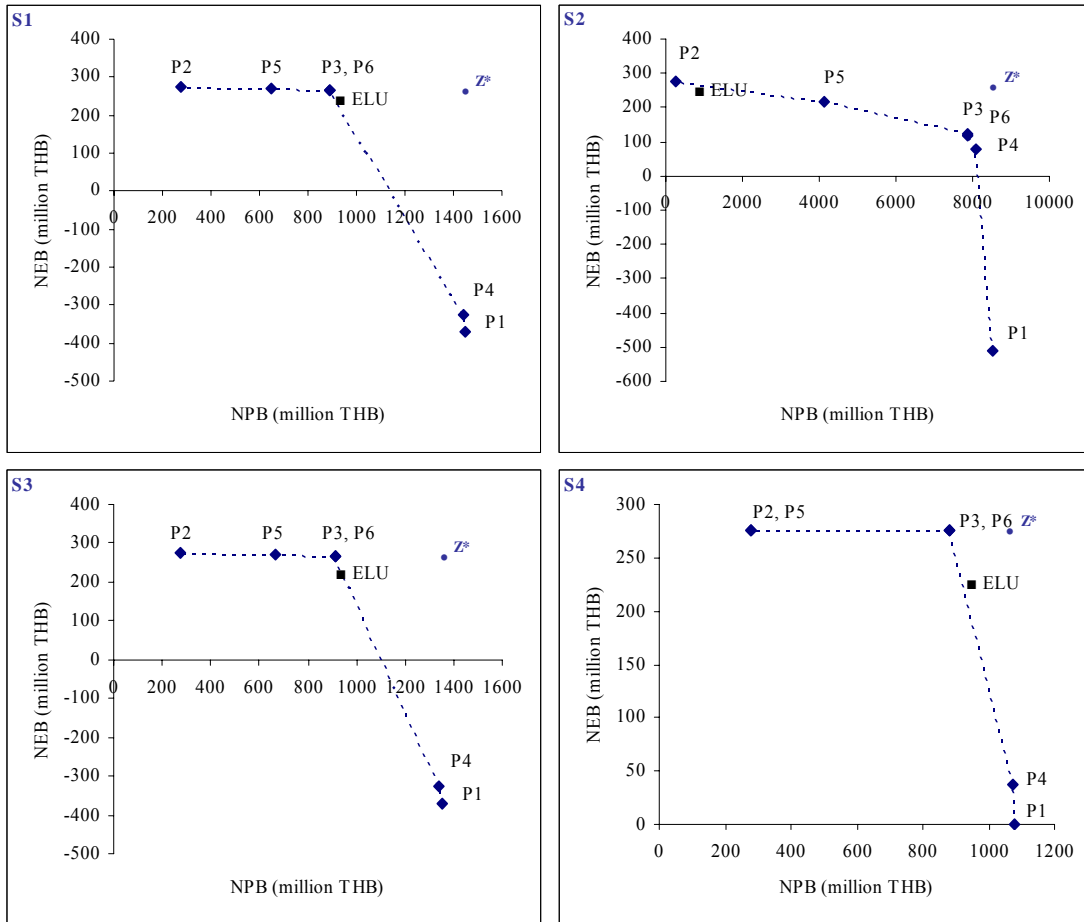 S1
400
300
200
100
0
-100
-200
-300
-400
-500
0 200 400 600 800 1000 1200 1400 1600
P2
P5
P3, P6
ELU
Z*
P4
P1
NEB (million THB)
NPB (million THB)
S2
400
300
200
100
0
-100
-200
-300
-400
-500
-600
0 2000 4000 6000 8000 10000
P2
ELU
P5
Z*
P3
P6
P4
P1
NEB (million THB)
NPB (million THB)
S3
400
300
200
100
0
-100
-200
-300
-400
-500
0 200 400 600 800 1000 1200 1400 1600
P2
P5
P3, P6
Z*
ELU
P4
P1
NEB (million THB)
NPB (million THB)
S4
300
250
200
150
100
50
0
0 200 400 600 800 1000 1200
P2, P5
P3, P6
Z*
ELU
P4
P1
NEB (million THB)
NPB (million THB)